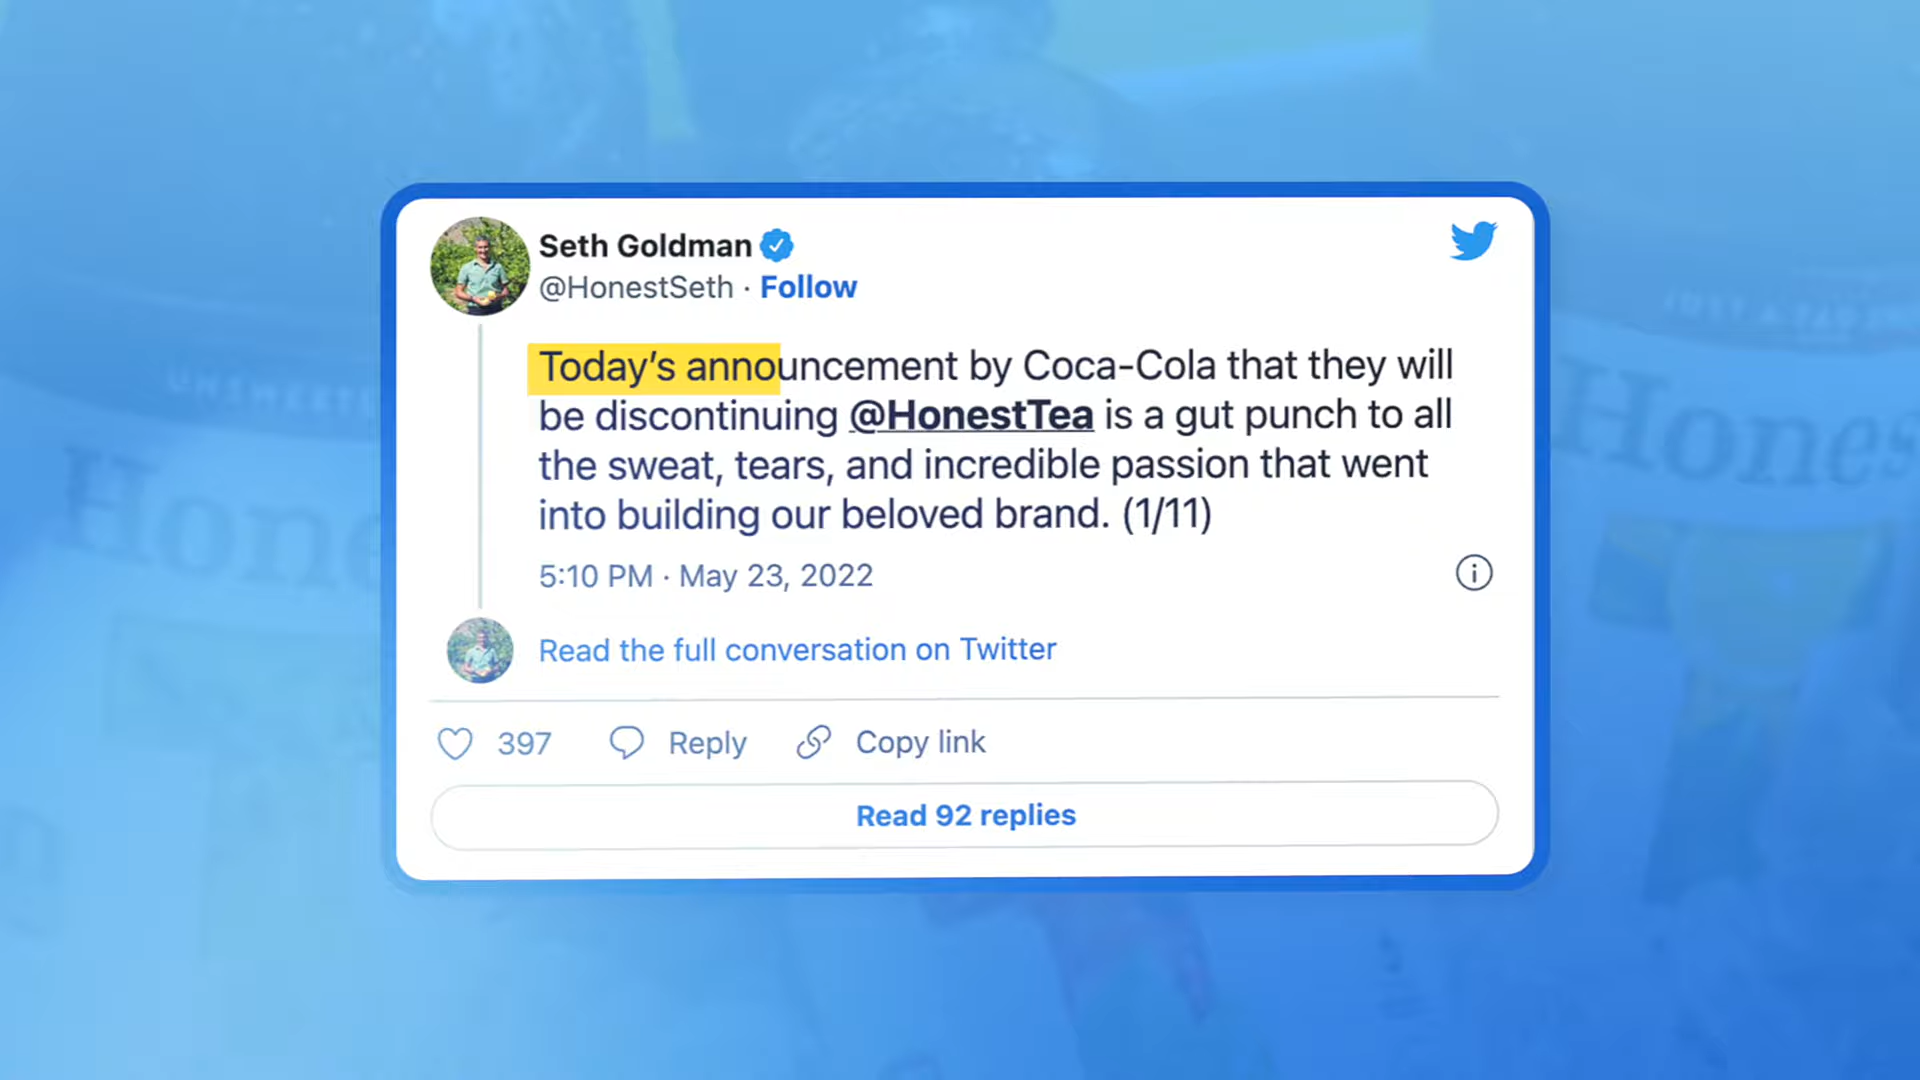 Seth Goldman
@HonestSeth · Follow
Today’s announcement by Coca-Cola that they will
be discontinuing @HonestTea is a gut punch to all
the sweat, tears, and incredible passion that went
into building our beloved brand. (1/11)
5:10 PM · May 23, 2022
Read the full conversation on Twitter
397 Reply Copy link
Read 92 replies
Hone
Hones